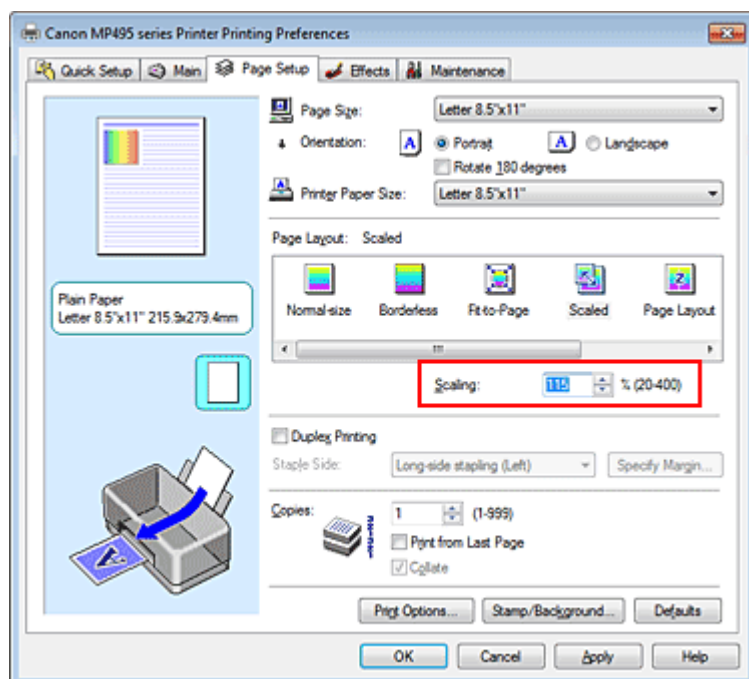 Canon MP495 series Printer Printing Preferences
Quick Setup Main Page Setup Effects Maintenance
Page Size: Letter 8.5"x11"
Orientation: A Portrait A Landscape
Rotate 180 degrees
Printer Paper Size: Letter 8.5"x11"
Page Layout: Scaled
Normal-size Borderless Fit-to-Page Scaled Page Layout
Plain Paper
Letter 8.5"x11" 215.9x279.4mm
Scaling: 115 % (20-400)
Duplex Printing
Staple Side: Long-side stapling (Left) Specify Margin...
Copies: 1 (1-999)
Print from Last Page
Collate
Print Options... Stamp/Background... Defaults
OK Cancel Apply Help